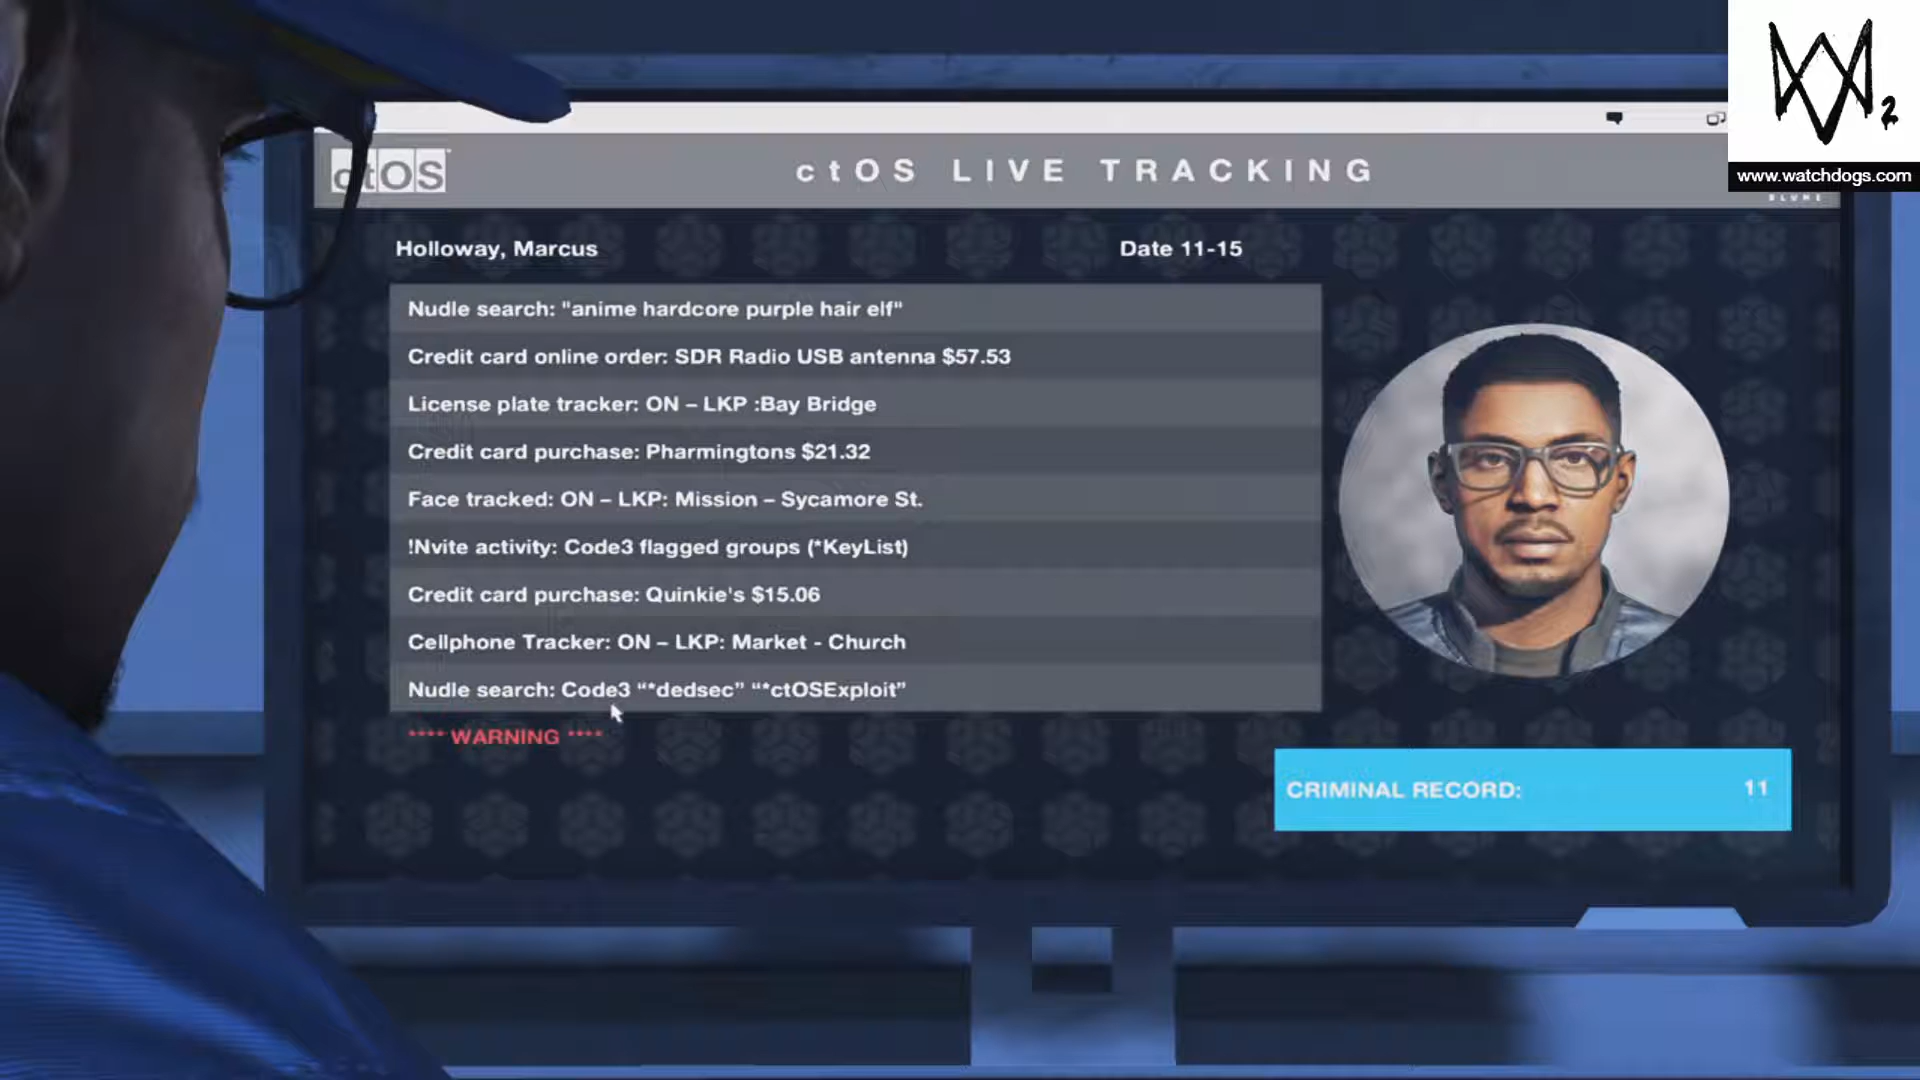 2
www.watchdogs.com
ctOS
ctOS LIVE TRACKING
BLUME
Holloway, Marcus
Date 11-15
Nudle search: "anime hardcore purple hair elf"
Credit card online order: SDR Radio USB antenna $57.53
License plate tracker: ON – LKP :Bay Bridge
Credit card purchase: Pharmingtons $21.32
Face tracked: ON – LKP: Mission – Sycamore St.
!Nvite activity: Code3 flagged groups (*KeyList)
Credit card purchase: Quinkie's $15.06
Cellphone Tracker: ON – LKP: Market - Church
Nudle search: Code3 “*dedsec” “*ctOSExploit”
**** WARNING ****
CRIMINAL RECORD: 11